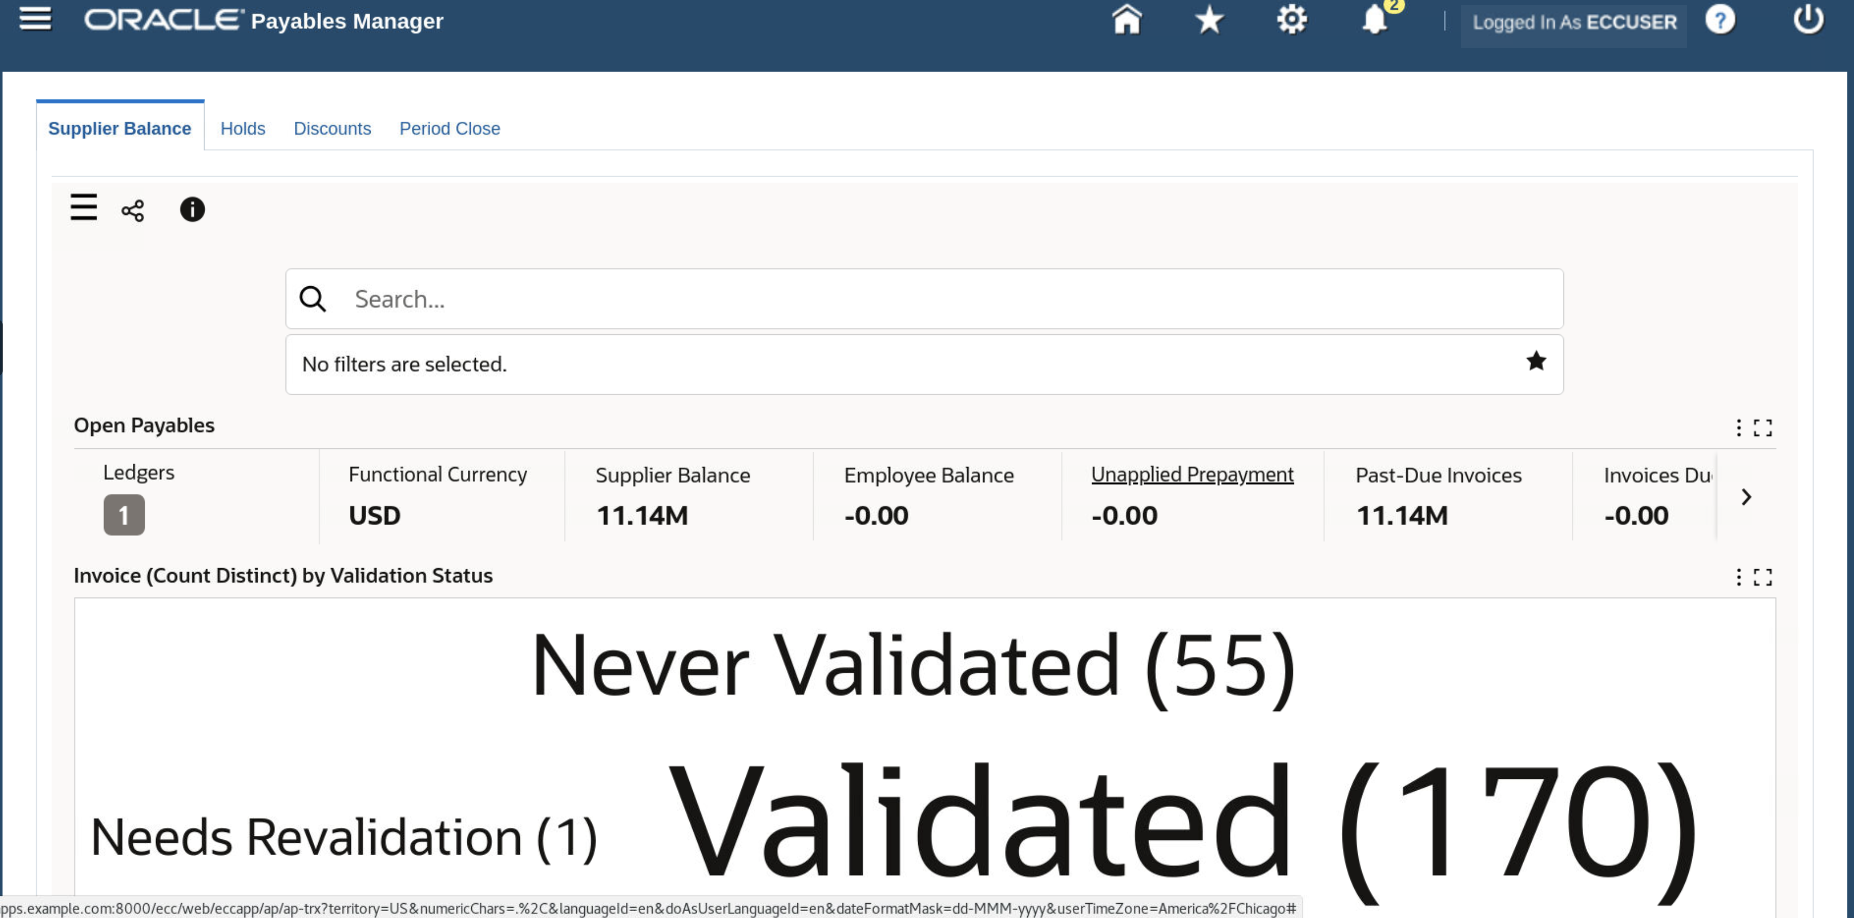 ORACLE Payables Manager
2
Logged In As ECCUSER
?
Supplier Balance Holds Discounts Period Close
Search...
No filters are selected.
Open Payables
Ledgers Functional Currency Supplier Balance Employee Balance Unapplied Prepayment Past-Due Invoices Invoices Du
1 USD 11.14M -0.00 -0.00 11.14M -0.00
Invoice (Count Distinct) by Validation Status
Never Validated (55)
Validated (170)
Needs Revalidation (1)
pps.example.com:8000/ecc/web/eccapp/ap/ap-trx?territory=US&numericChars=.%2C&languageId=en&doAsUserLanguageId=en&dateFormatMask=dd-MMM-yyyy&userTimeZone=America%2FChicago#